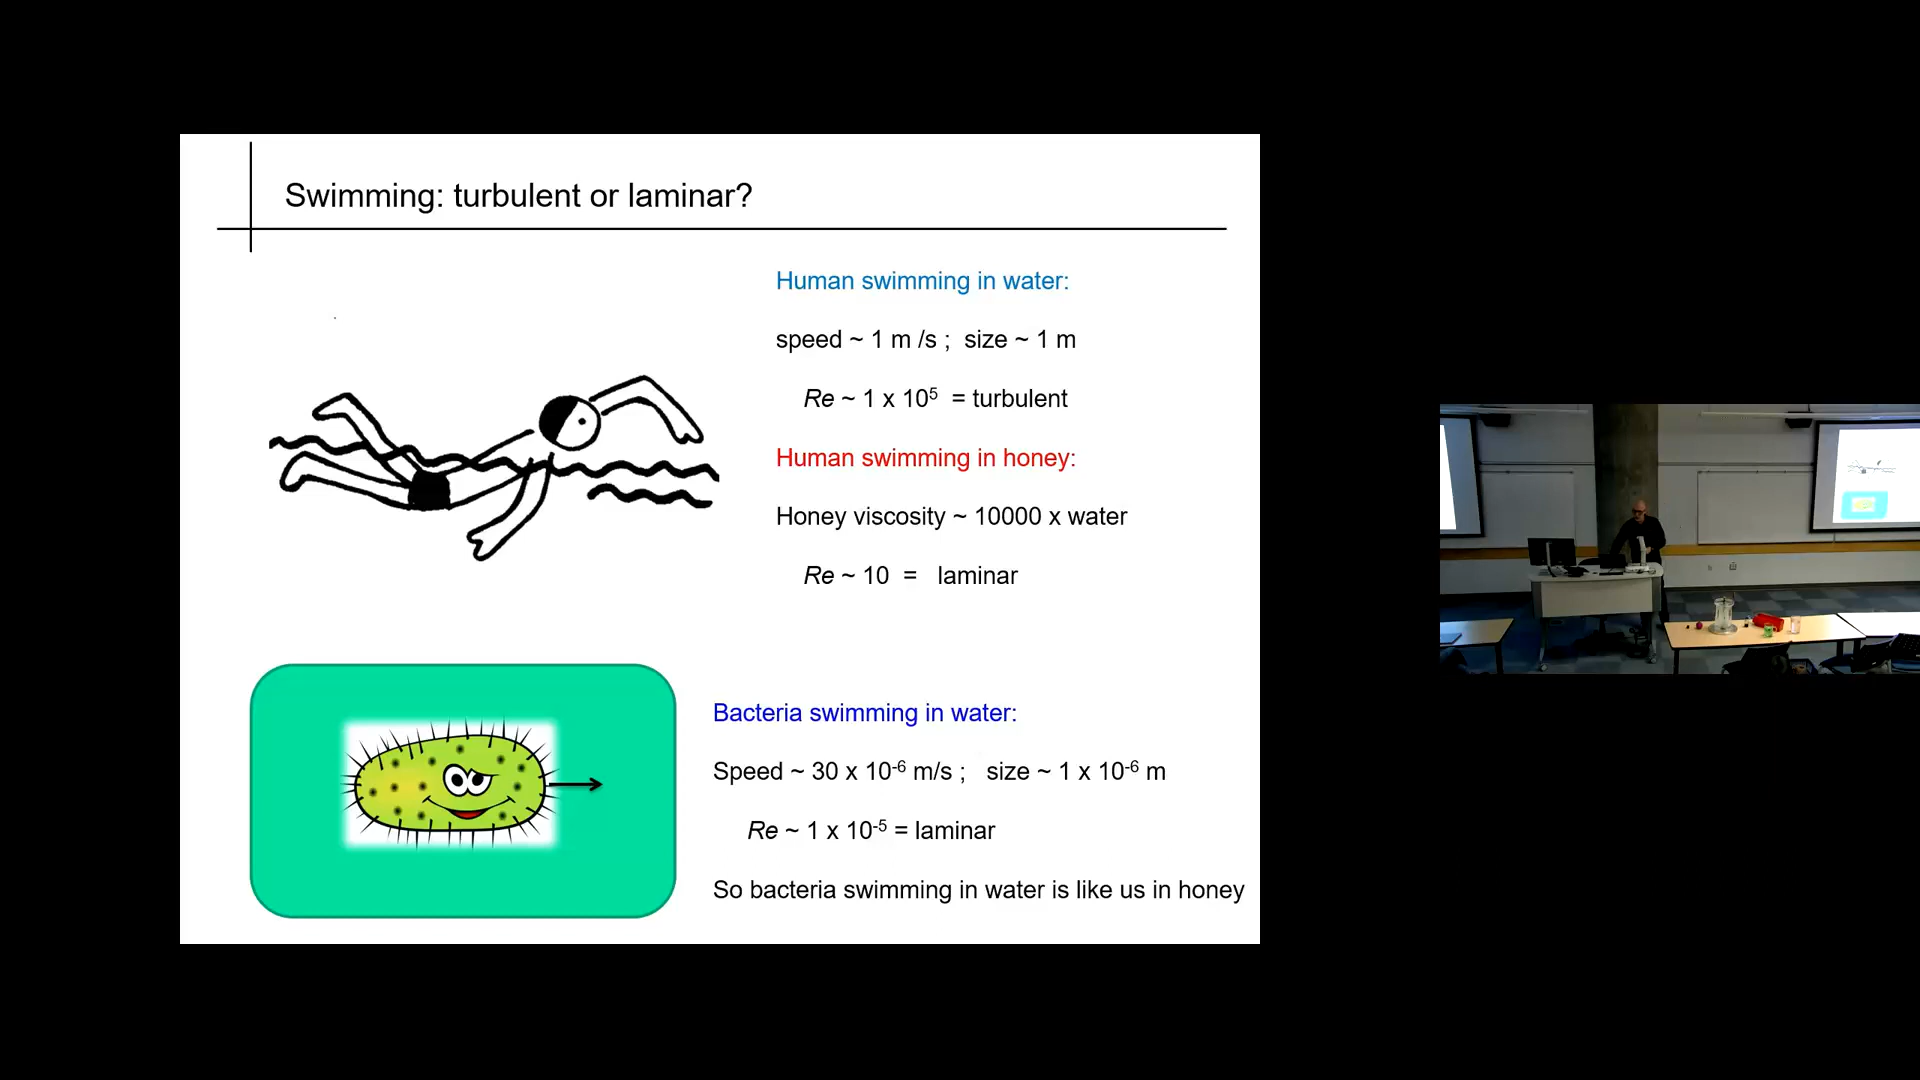 Swimming: turbulent or laminar?
Human swimming in water:
speed ~ 1 m /s ;  size ~ 1 m
Re ~ 1 x 10⁵  = turbulent
Human swimming in honey:
Honey viscosity ~ 10000 x water
Re ~ 10  =   laminar
Bacteria swimming in water:
Speed ~ 30 x 10⁻⁶ m/s ;   size ~ 1 x 10⁻⁶ m
Re ~ 1 x 10⁻⁵ = laminar
So bacteria swimming in water is like us in honey